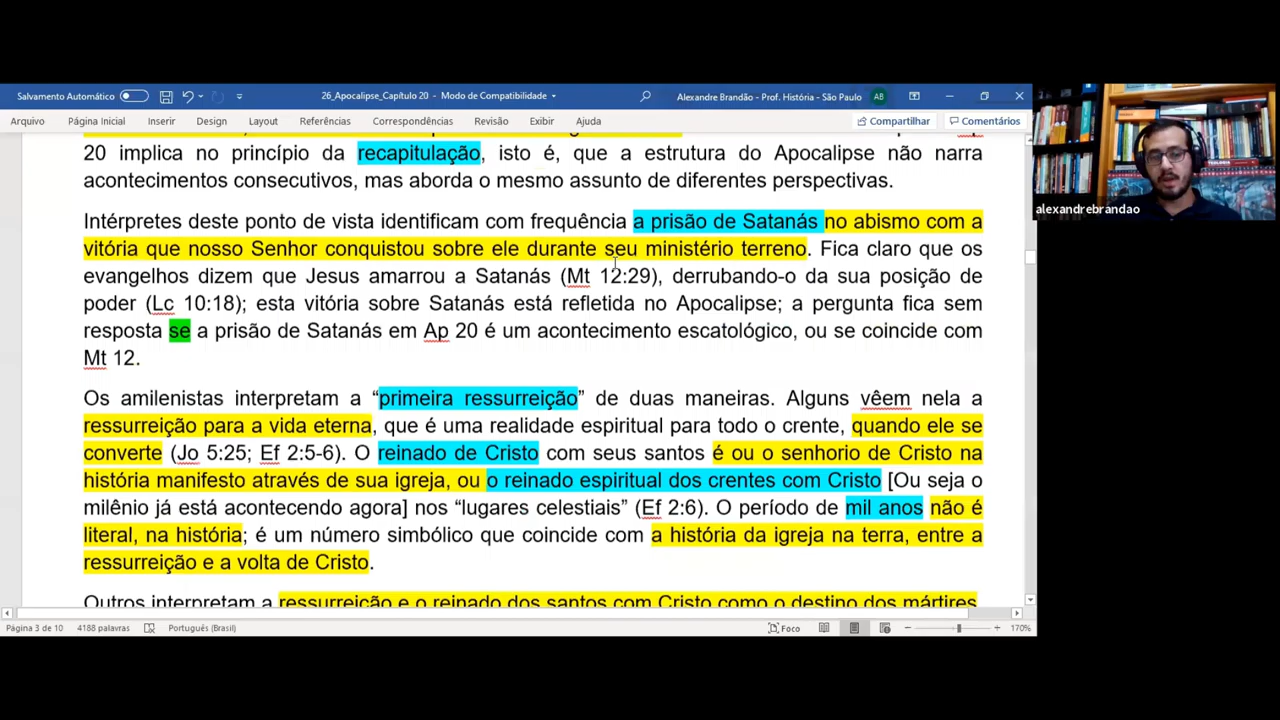 Salvamento Automático
26_Apocalipse_Capítulo 20 - Modo de Compatibilidade
Alexandre Brandão - Prof. História - São Paulo
AB
Arquivo Página Inicial Inserir Design Layout Referências Correspondências Revisão Exibir Ajuda
Compartilhar Comentários
20 implica no princípio da recapitulação, isto é, que a estrutura do Apocalipse não narra
acontecimentos consecutivos, mas aborda o mesmo assunto de diferentes perspectivas.
Intérpretes deste ponto de vista identificam com frequência a prisão de Satanás no abismo com a
vitória que nosso Senhor conquistou sobre ele durante seu ministério terreno. Fica claro que os
evangelhos dizem que Jesus amarrou a Satanás (Mt 12:29), derrubando-o da sua posição de
poder (Lc 10:18); esta vitória sobre Satanás está refletida no Apocalipse; a pergunta fica sem
resposta se a prisão de Satanás em Ap 20 é um acontecimento escatológico, ou se coincide com
Mt 12.
Os amilenistas interpretam a “primeira ressurreição” de duas maneiras. Alguns vêem nela a
ressurreição para a vida eterna, que é uma realidade espiritual para todo o crente, quando ele se
converte (Jo 5:25; Ef 2:5-6). O reinado de Cristo com seus santos é ou o senhorio de Cristo na
história manifesto através de sua igreja, ou o reinado espiritual dos crentes com Cristo [Ou seja o
milênio já está acontecendo agora] nos “lugares celestiais” (Ef 2:6). O período de mil anos não é
literal, na história; é um número simbólico que coincide com a história da igreja na terra, entre a
ressurreição e a volta de Cristo.
Outros interpretam a ressurreição e o reinado dos santos com Cristo como o destino dos mártires,
Página 3 de 10 4188 palavras Português (Brasil)
Foco
170%
alexandrebrandao